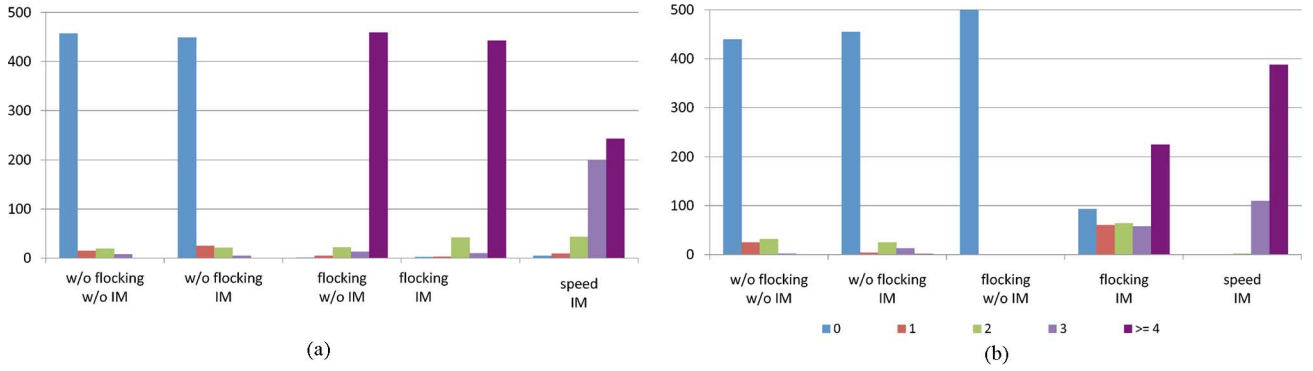 500
400
300
200
100
0
w/o flocking w/o flocking flocking flocking speed
w/o IM IM w/o IM IM IM
(a)
500
400
300
200
100
0
w/o flocking w/o flocking flocking flocking speed
w/o IM IM w/o IM IM IM
0 1 2 3 >= 4
(b)